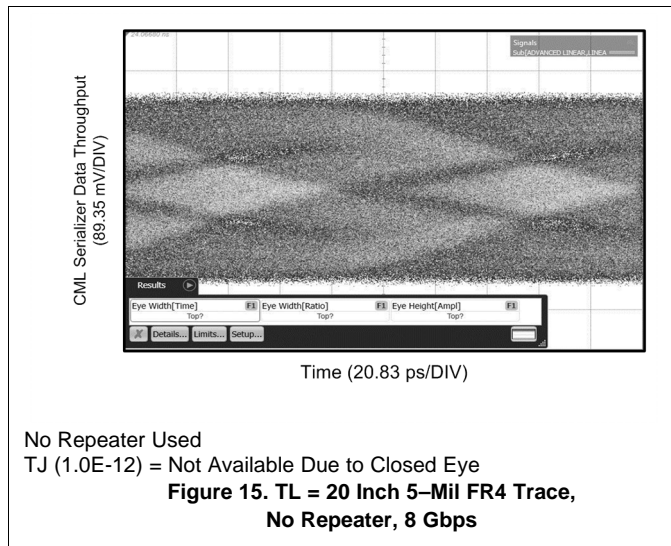 24.06680 ns
Signals
Sub[ADVANCED LINEAR,LINEA
CML Serializer Data Throughput
(89.35 mV/DIV)
Results
Eye Width[Time] F1 Eye Width[Ratio] F1 Eye Height[Ampl] F1
Top? Top? Top?
X Details... Limits... Setup...
Time (20.83 ps/DIV)
No Repeater Used
TJ (1.0E-12) = Not Available Due to Closed Eye
Figure 15. TL = 20 Inch 5–Mil FR4 Trace,
No Repeater, 8 Gbps